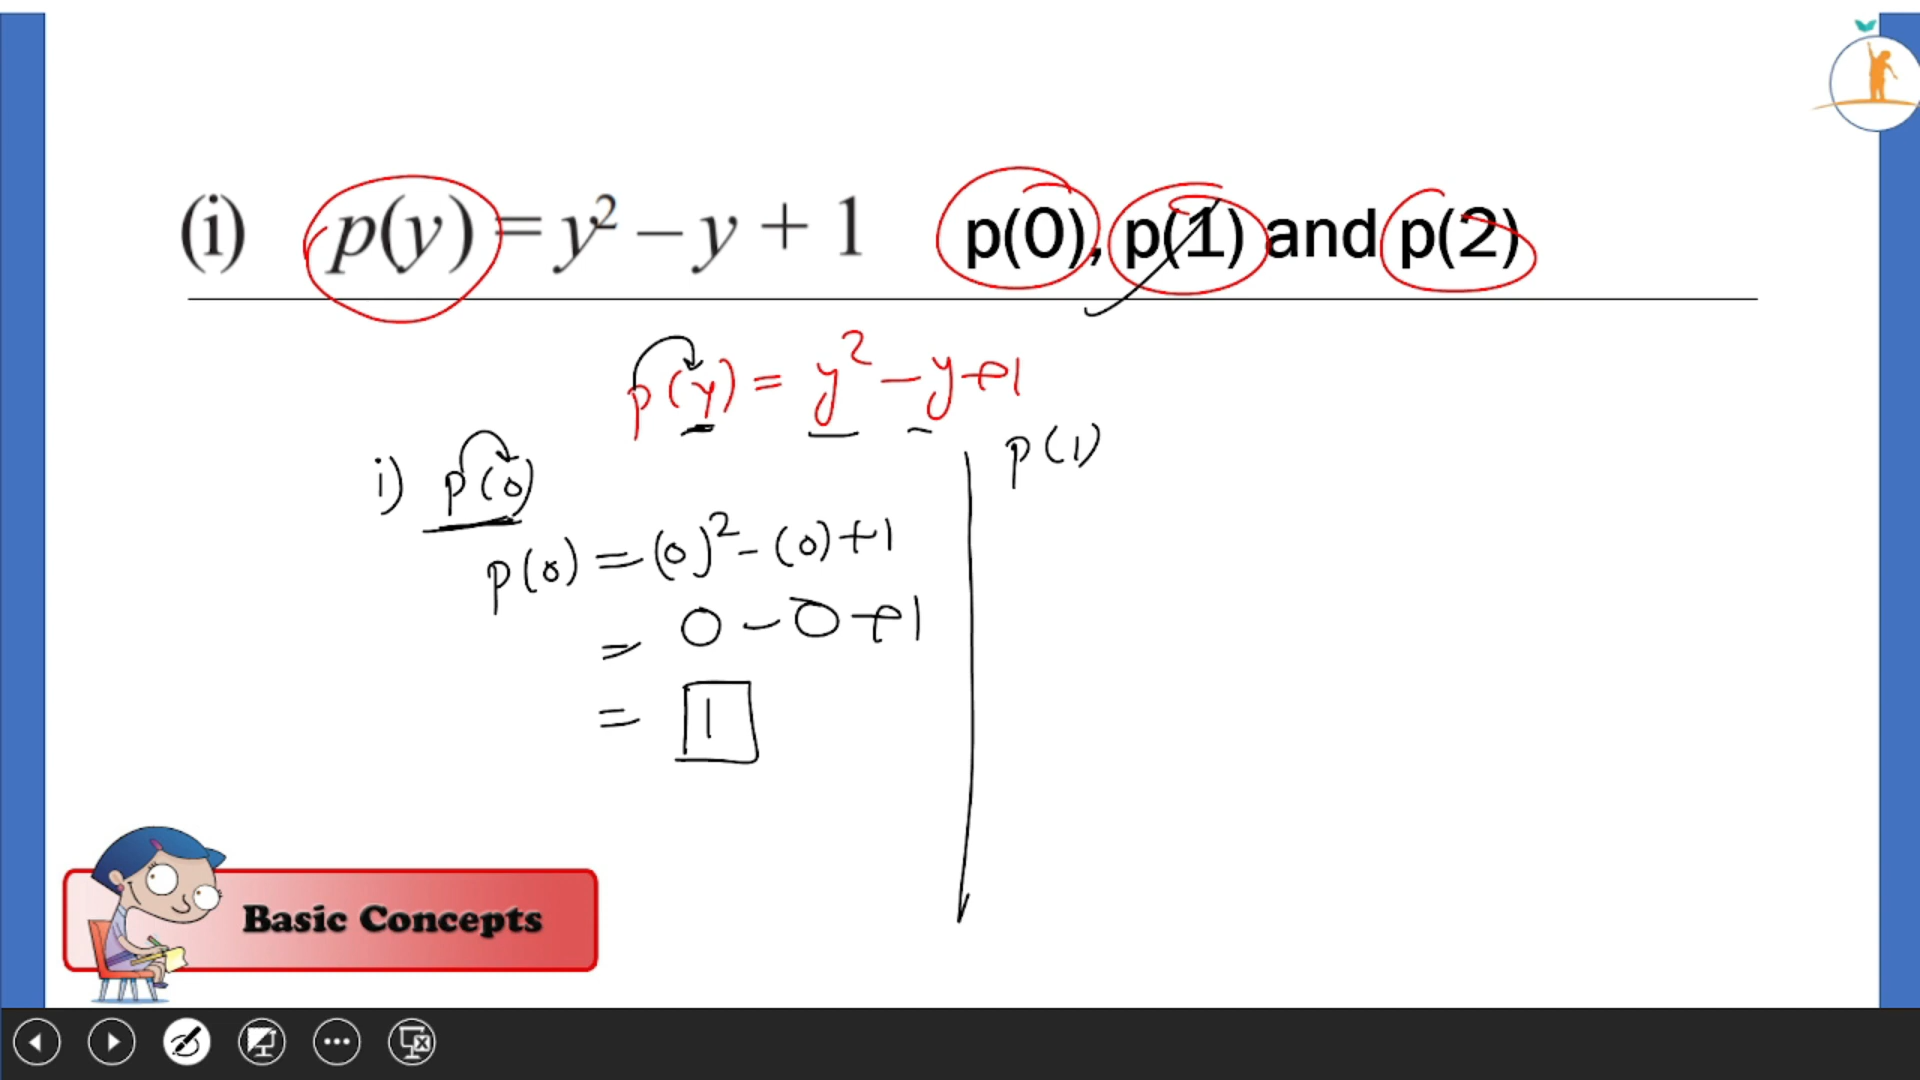 (i) p(y) = y² – y + 1 p(0), p(1) and p(2)
p(y) = y² – y + 1
i) p(0)
p(0) = (0)² – (0) + 1
= 0 – 0 + 1
= 1
p(1)
Basic Concepts